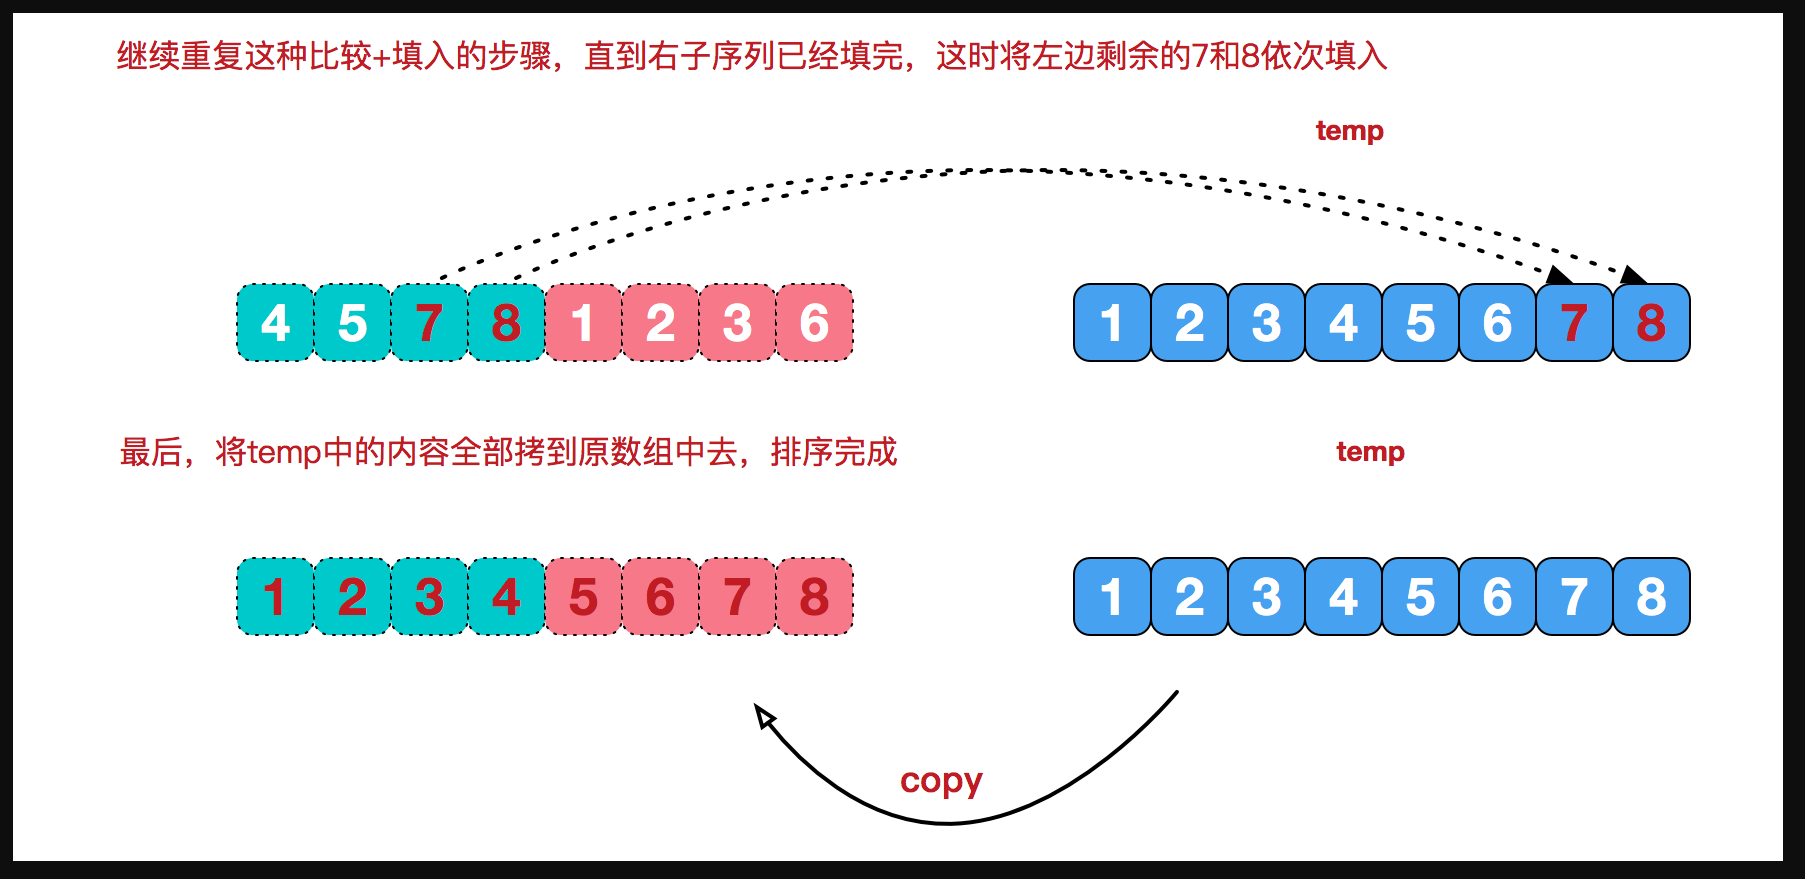 继续重复这种比较+填入的步骤，直到右子序列已经填完，这时将左边剩余的7和8依次填入
temp
4 5 7 8 1 2 3 6
1 2 3 4 5 6 7 8
最后，将temp中的内容全部拷到原数组中去，排序完成
temp
1 2 3 4 5 6 7 8
1 2 3 4 5 6 7 8
copy